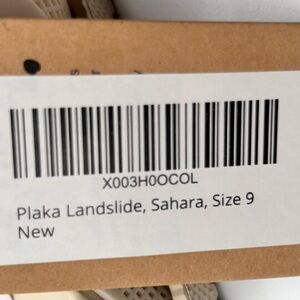 X003H0OCOL
Plaka Landslide, Sahara, Size 9
New